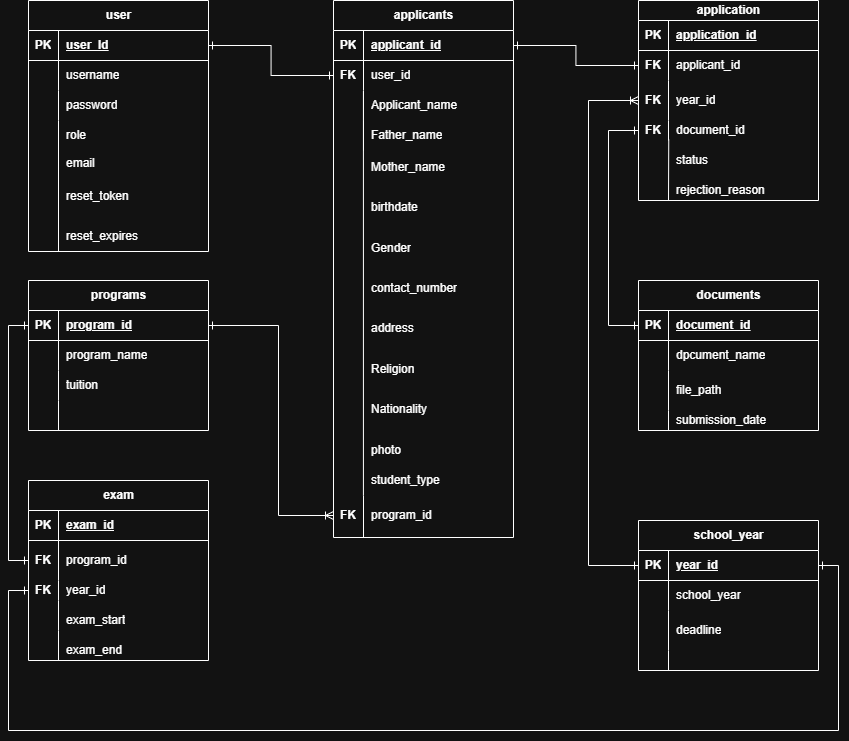 user
PK user_Id
username
password
role
email
reset_token
reset_expires
applicants
PK applicant_id
FK user_id
Applicant_name
Father_name
Mother_name
birthdate
Gender
contact_number
address
Religion
Nationality
photo
student_type
FK program_id
application
PK application_id
FK applicant_id
FK year_id
FK document_id
status
rejection_reason
programs
PK program_id
program_name
tuition
documents
PK document_id
dpcument_name
file_path
submission_date
exam
PK exam_id
FK program_id
FK year_id
exam_start
exam_end
school_year
PK year_id
school_year
deadline